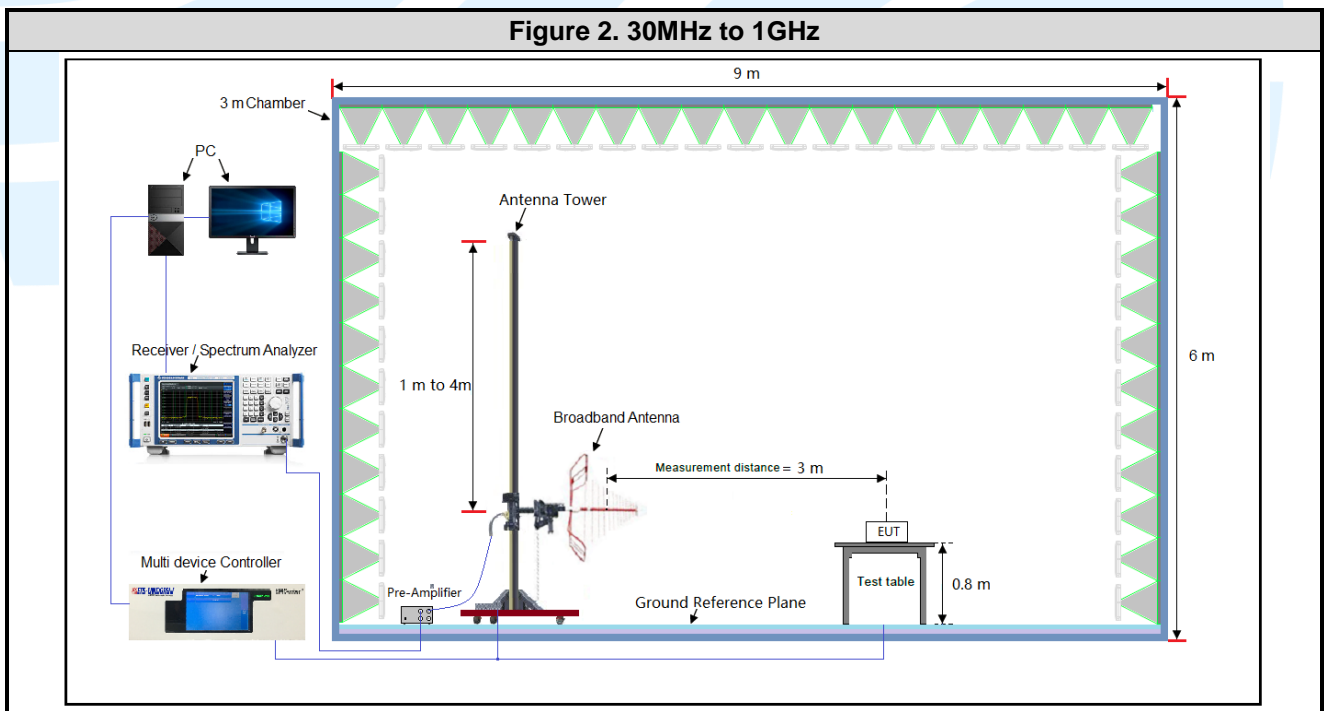 Figure 2. 30MHz to 1GHz
9 m
3 m Chamber
PC
Antenna Tower
Receiver / Spectrum Analyzer
1 m to 4m
6 m
Broadband Antenna
Measurement distance = 3 m
EUT
Multi device Controller
Pre-Amplifier
Test table
0.8 m
Ground Reference Plane